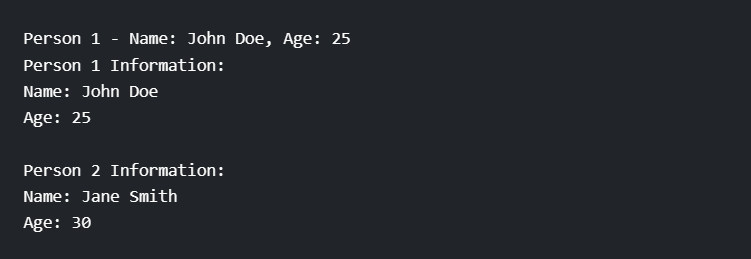 Person 1 - Name: John Doe, Age: 25
Person 1 Information:
Name: John Doe
Age: 25
Person 2 Information:
Name: Jane Smith
Age: 30